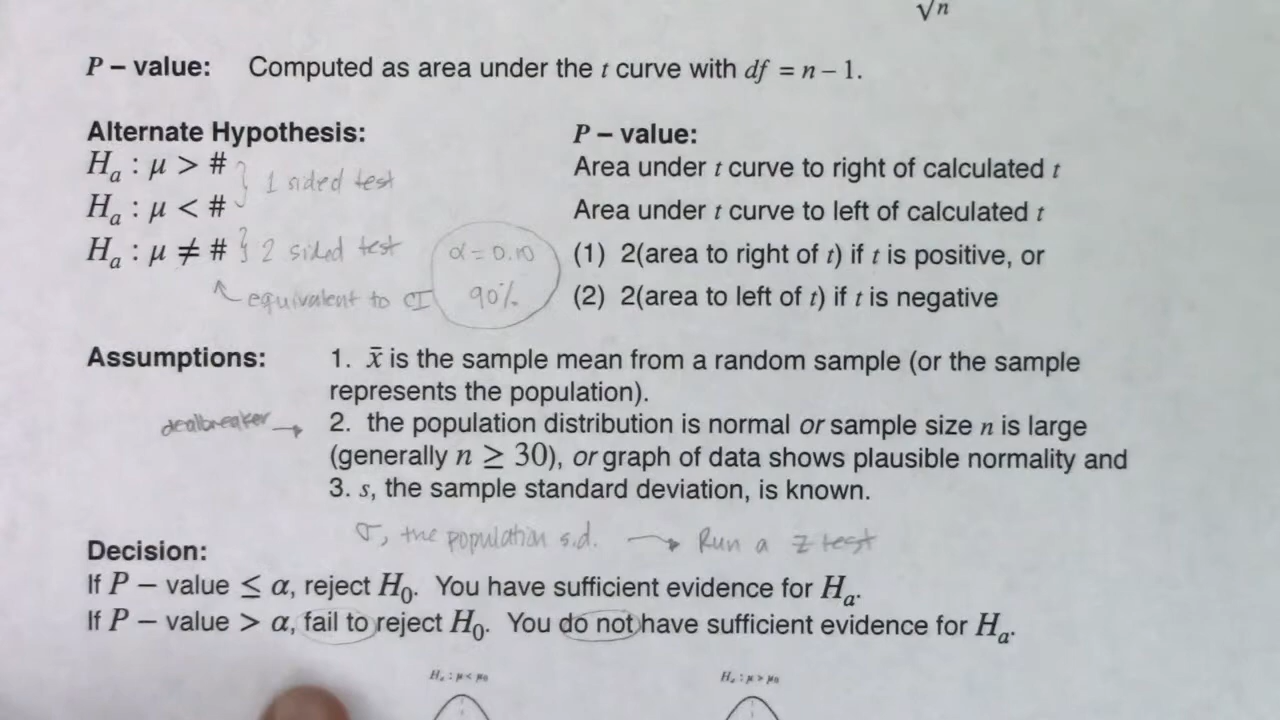 √n
P – value: Computed as area under the t curve with df = n – 1.
Alternate Hypothesis: P – value:
Hₐ : μ > # } 1 sided test Area under t curve to right of calculated t
Hₐ : μ < # Area under t curve to left of calculated t
Hₐ : μ ≠ # } 2 sided test α = 0.10 (1) 2(area to right of t) if t is positive, or
equivalent to CI 90% (2) 2(area to left of t) if t is negative
Assumptions: 1. x̄ is the sample mean from a random sample (or the sample
represents the population).
dealbreaker → 2. the population distribution is normal or sample size n is large
(generally n ≥ 30), or graph of data shows plausible normality and
3. s, the sample standard deviation, is known.
σ, the population s.d. → Run a z test
Decision:
If P – value ≤ α, reject H₀. You have sufficient evidence for Hₐ.
If P – value > α, fail to reject H₀. You do not have sufficient evidence for Hₐ.
Hₐ : μ < μ₀ Hₐ : μ > μ₀